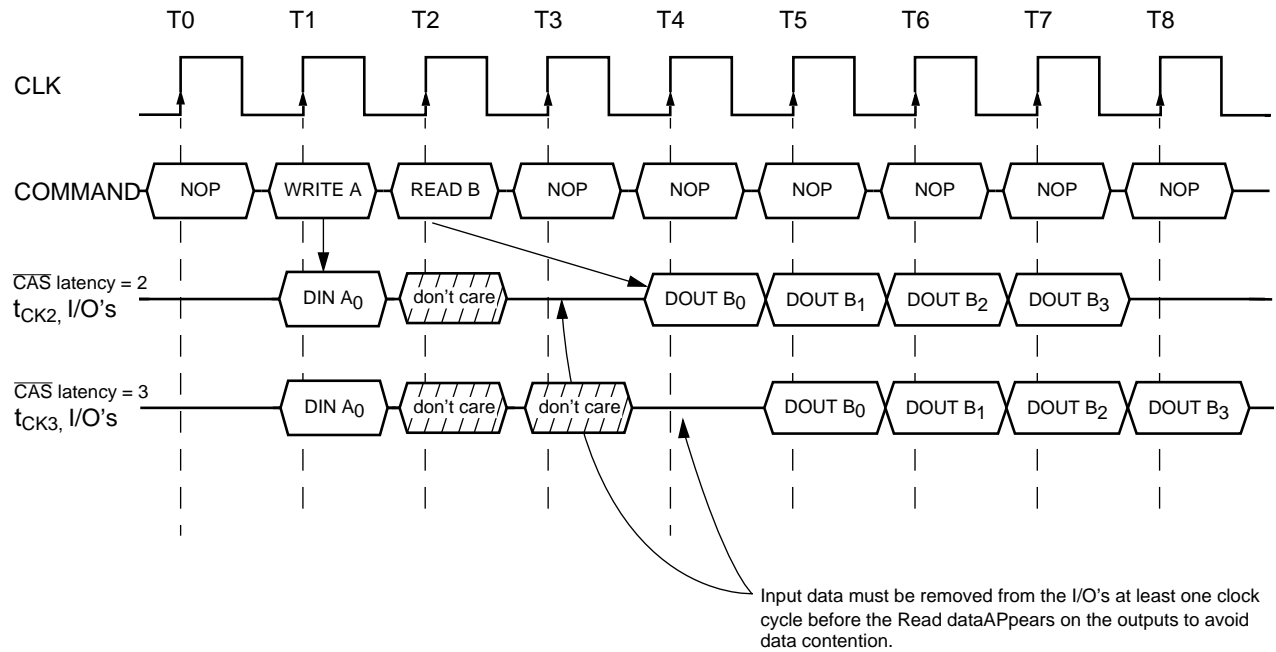 T0 T1 T2 T3 T4 T5 T6 T7 T8
CLK
COMMAND NOP WRITE A READ B NOP NOP NOP NOP NOP NOP
CAS latency = 2
tCK2, I/O's DIN A0 don't care DOUT B0 DOUT B1 DOUT B2 DOUT B3
CAS latency = 3
tCK3, I/O's DIN A0 don't care don't care DOUT B0 DOUT B1 DOUT B2 DOUT B3
Input data must be removed from the I/O's at least one clock
cycle before the Read dataAPpears on the outputs to avoid
data contention.